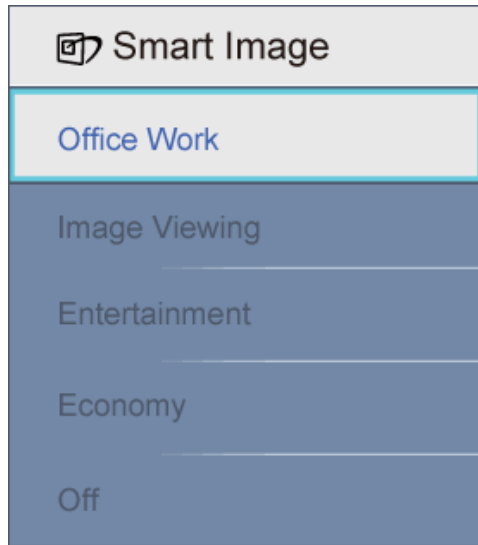 Smart Image
Office Work
Image Viewing
Entertainment
Economy
Off